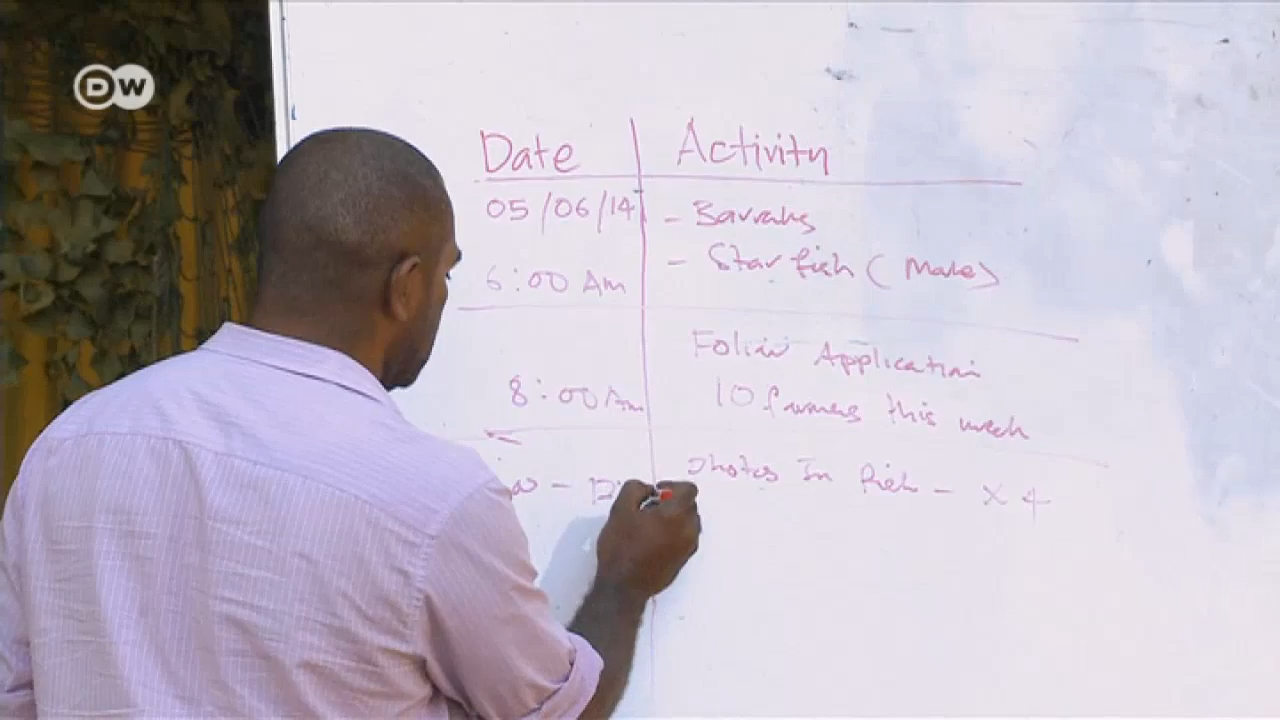 DW
Date Activity
05/06/14 - Barraks
6:00 Am - Star fish (Male)
Foliar Application
8:00 Am 10 farmers this week
- 12 photos In field - x 4